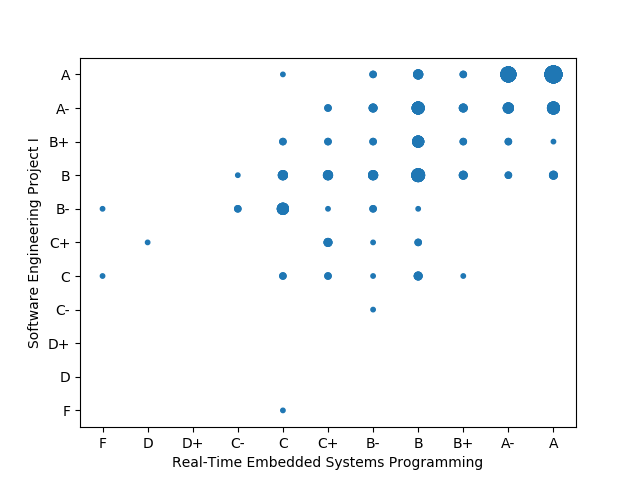 A
A-
B+
B
B-
C+
C
C-
D+
D
F
Software Engineering Project I
F D D+ C- C C+ B- B B+ A- A
Real-Time Embedded Systems Programming